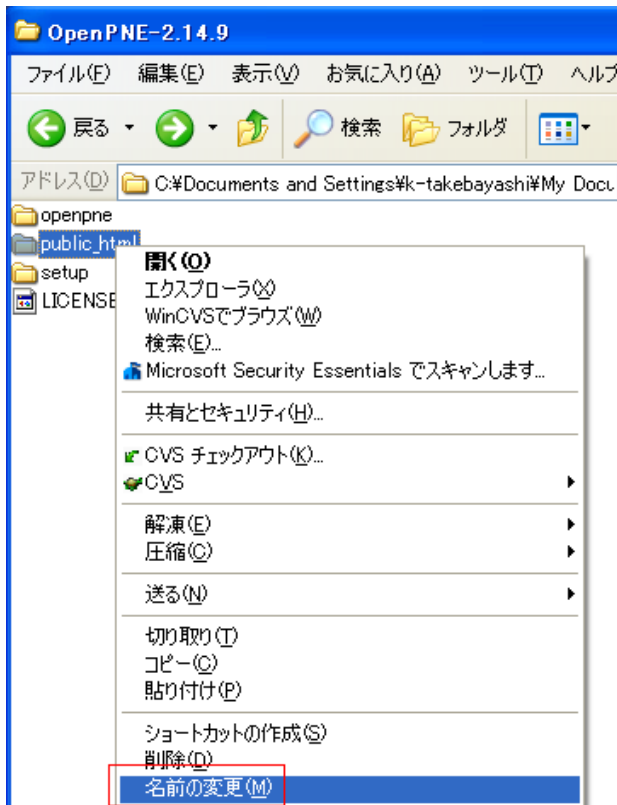 OpenPNE-2.14.9
ファイル(F) 編集(E) 表示(V) お気に入り(A) ツール(T) ヘルプ
戻る 検索 フォルダ
アドレス(D) C:¥Documents and Settings¥k-takebayashi¥My Docu
openpne
public_html
setup
LICENSE
開く(O)
エクスプローラ(X)
WinCVSでブラウズ(W)
検索(E)...
Microsoft Security Essentials でスキャンします...
共有とセキュリティ(H)...
CVS チェックアウト(K)...
CVS
解凍(E)
圧縮(C)
送る(N)
切り取り(T)
コピー(C)
貼り付け(P)
ショートカットの作成(S)
削除(D)
名前の変更(M)